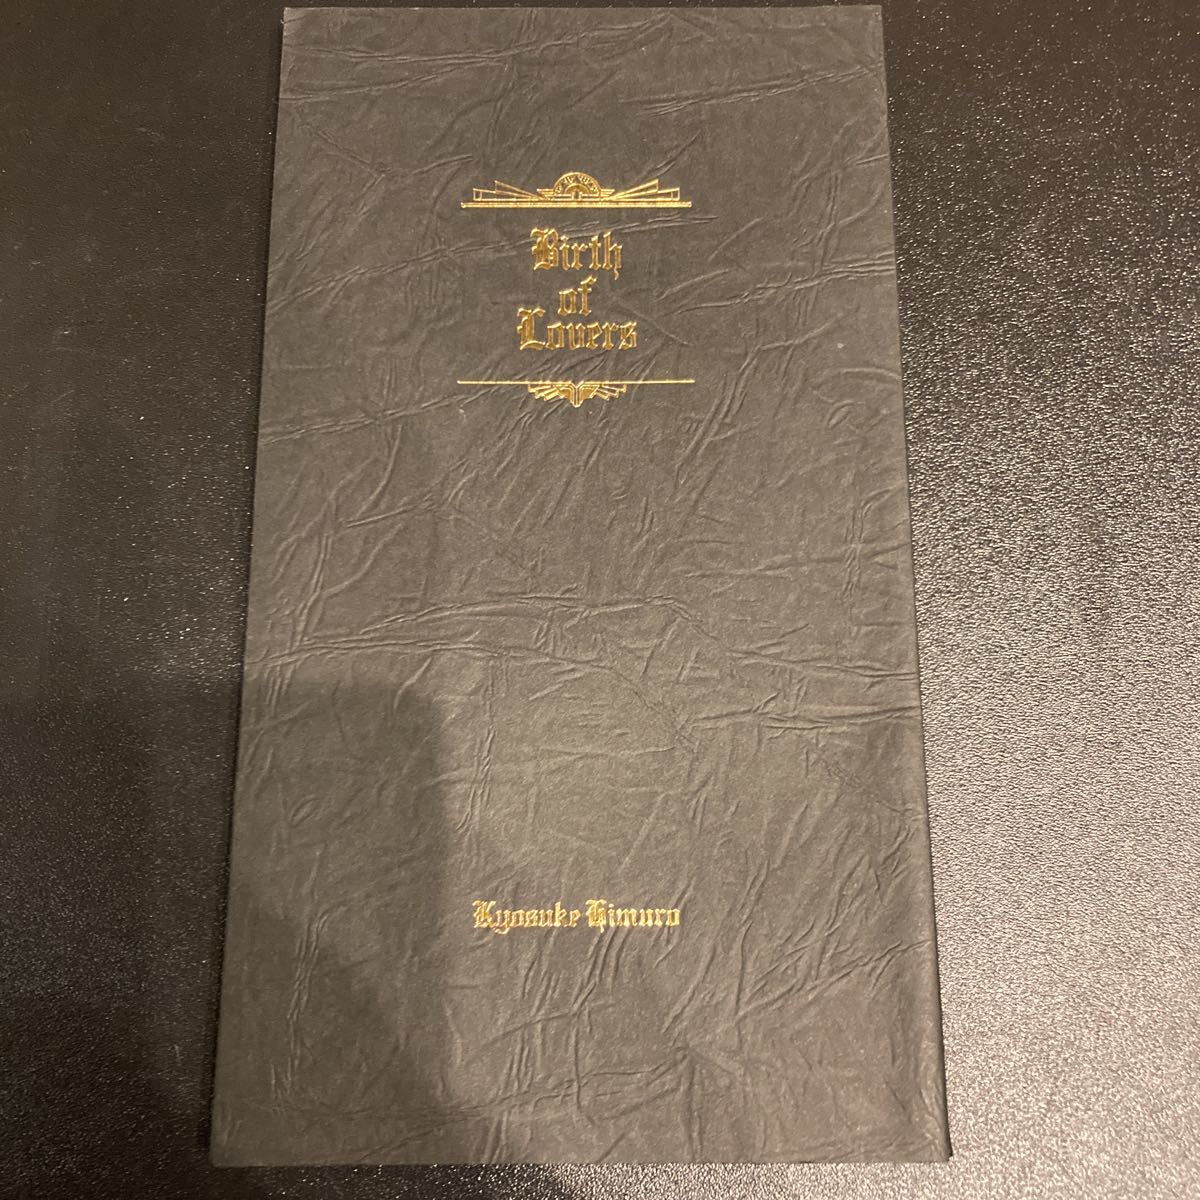 Birth
of
Lovers
Kyosuke Himuro